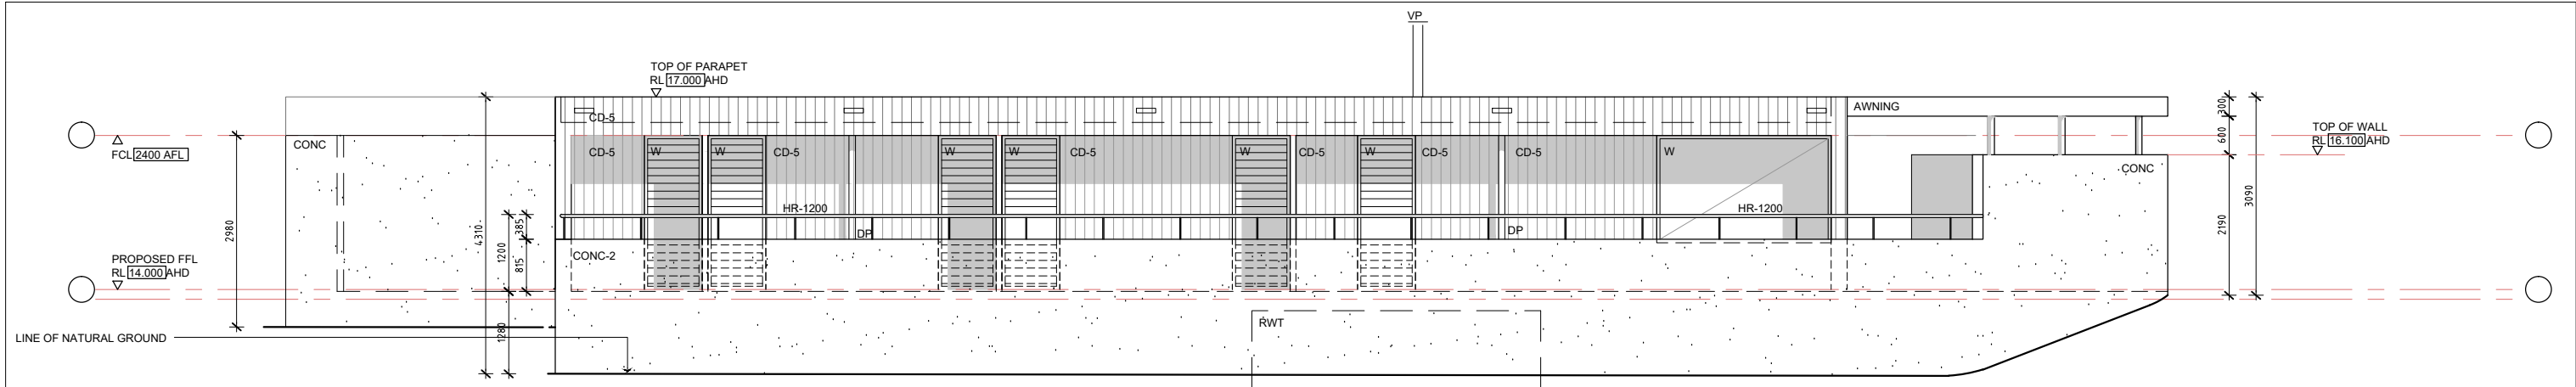 VP
TOP OF PARAPET
RL 17.000 AHD
CD-5
AWNING
300
600
TOP OF WALL
RL 16.100 AHD
FCL 2400 AFL
CONC
CD-5
W
W
CD-5
W
W
CD-5
W
CD-5
W
CD-5
CD-5
W
CONC
2980
4310
1200
385
815
1280
HR-1200
HR-1200
DP
DP
2190
3090
CONC-2
PROPOSED FFL
RL 14.000 AHD
RWT
LINE OF NATURAL GROUND